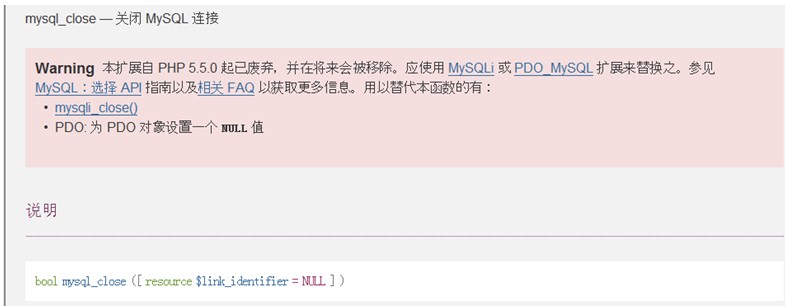 mysql_close — 关闭 MySQL 连接
Warning 本扩展自 PHP 5.5.0 起已废弃，并在将来会被移除。应使用 MySQLi 或 PDO_MySQL 扩展来替换之。参见
MySQL：选择 API 指南以及相关 FAQ 以获取更多信息。用以替代本函数的有：
• mysqli_close()
• PDO: 为 PDO 对象设置一个 NULL 值
说明
bool mysql_close ([ resource $link_identifier = NULL ] )